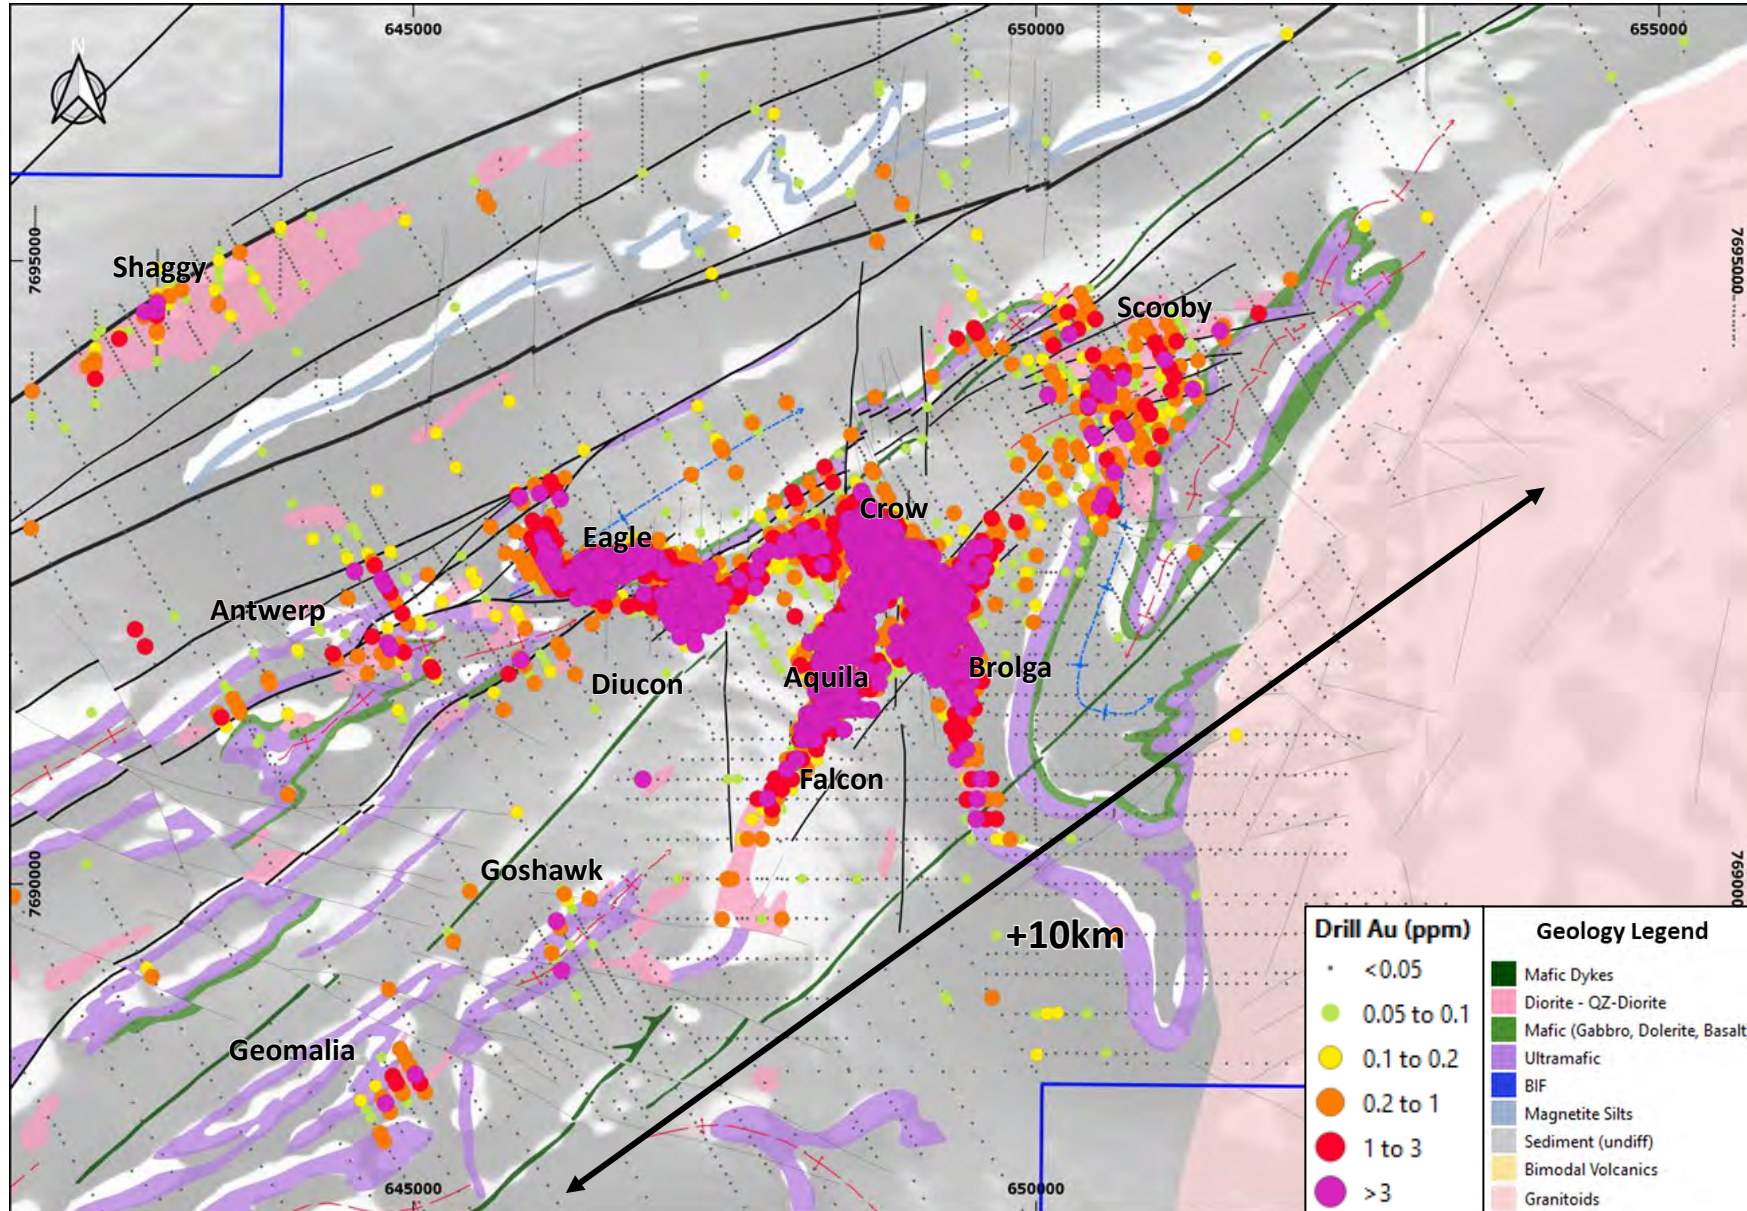 645000
650000
655000
N
7695000
7695000
Shaggy
Scooby
Crow
Eagle
Antwerp
Diucon
Aquila
Brolga
Falcon
Goshawk
7690000
769000
+10km
Geomalia
645000
650000
Drill Au (ppm)
<0.05
0.05 to 0.1
0.1 to 0.2
0.2 to 1
1 to 3
>3
Geology Legend
Mafic Dykes
Diorite - QZ-Diorite
Mafic (Gabbro, Dolerite, Basalt
Ultramafic
BIF
Magnetite Silts
Sediment (undiff)
Bimodal Volcanics
Granitoids